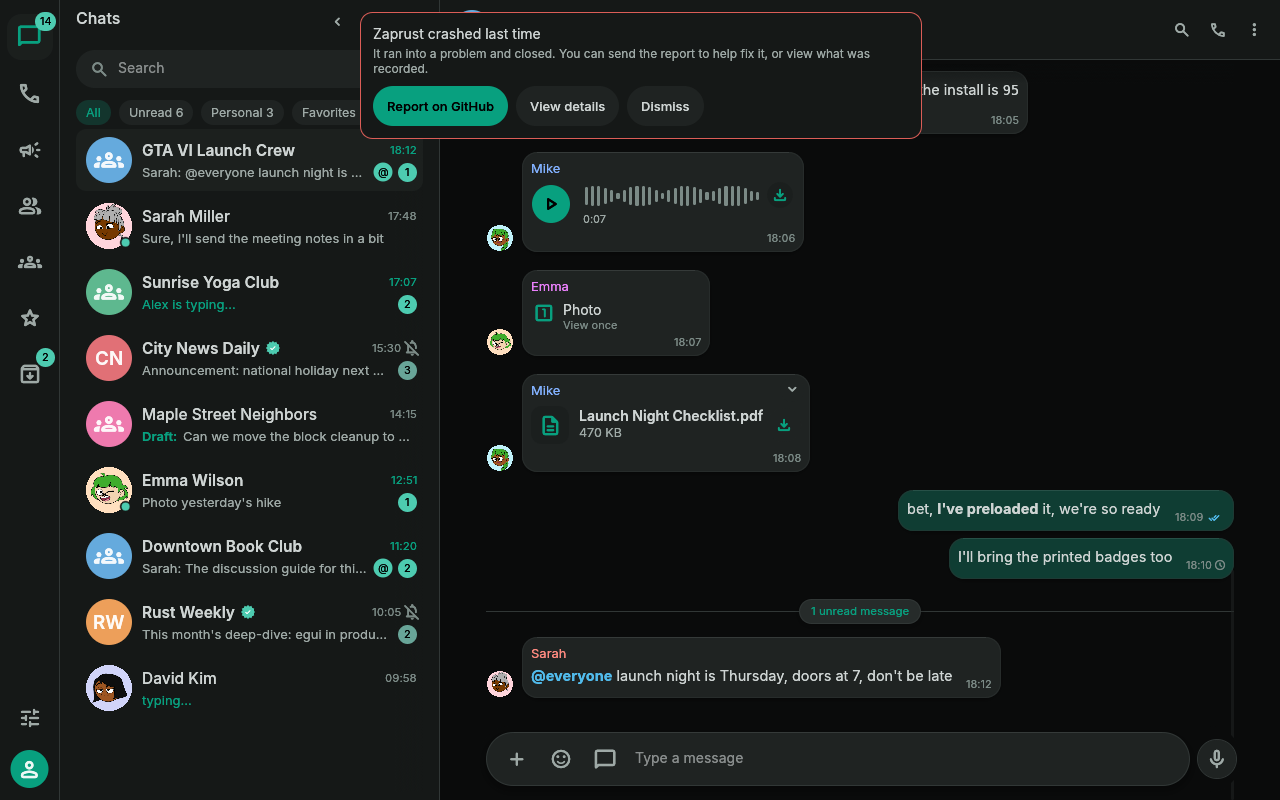 14
Chats
Search
All
Unread 6
Personal 3
Favorites
GTA VI Launch Crew
18:12
Sarah: @everyone launch night is ...
@
1
Sarah Miller
17:48
Sure, I'll send the meeting notes in a bit
Sunrise Yoga Club
17:07
Alex is typing...
2
CN
City News Daily
15:30
Announcement: national holiday next ...
3
2
Maple Street Neighbors
14:15
Draft: Can we move the block cleanup to ...
Emma Wilson
12:51
Photo yesterday's hike
1
Downtown Book Club
11:20
Sarah: The discussion guide for thi...
@
2
RW
Rust Weekly
10:05
This month's deep-dive: egui in produ...
2
David Kim
09:58
typing...
Zaprust crashed last time
It ran into a problem and closed. You can send the report to help fix it, or view what was
recorded.
Report on GitHub
View details
Dismiss
the install is 95
18:05
Mike
0:07
18:06
Emma
1
Photo
View once
18:07
Mike
Launch Night Checklist.pdf
470 KB
18:08
bet, I've preloaded it, we're so ready
18:09
I'll bring the printed badges too
18:10
1 unread message
Sarah
@everyone launch night is Thursday, doors at 7, don't be late
18:12
Type a message